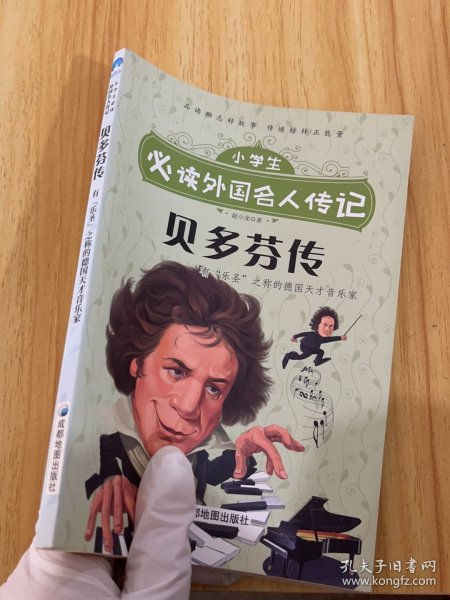 品读励志好故事 传递榜样正能量
小学生
必读外国名人传记
赵小龙◎著
贝多芬传
有“乐圣”之称的德国天才音乐家
都地图出版社
贝多芬传
有“乐圣”之称的德国天才音乐家
成都地图出版社
孔夫子旧书网
www.kongfz.com